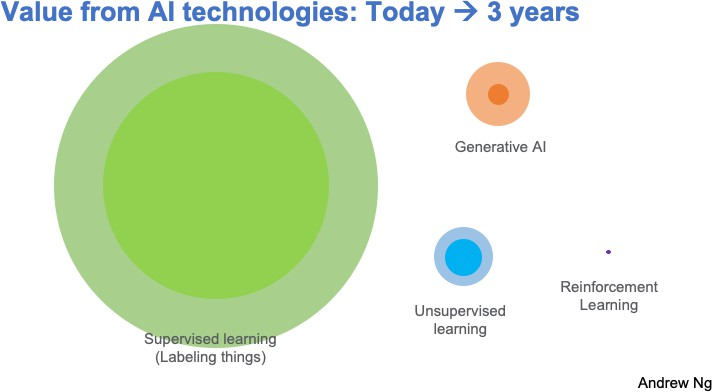 Value from AI technologies: Today → 3 years
Generative AI
Supervised learning
(Labeling things)
Unsupervised
learning
Reinforcement
Learning
Andrew Ng